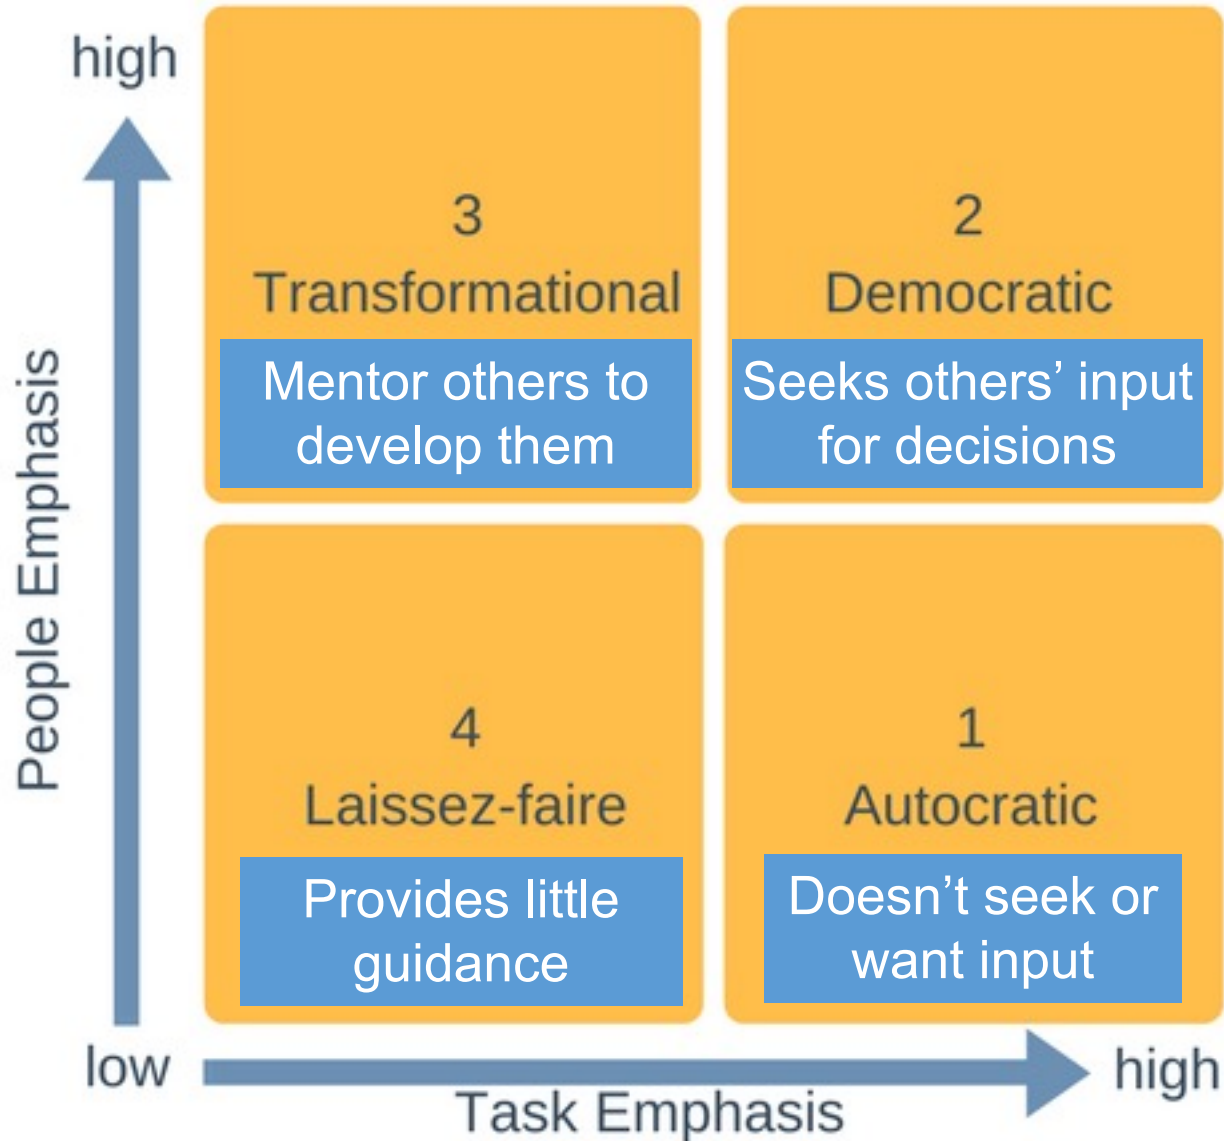 high
3
Transformational
Mentor others to
develop them
2
Democratic
Seeks others’ input
for decisions
People Emphasis
4
Laissez-faire
Provides little
guidance
1
Autocratic
Doesn’t seek or
want input
low
high
Task Emphasis